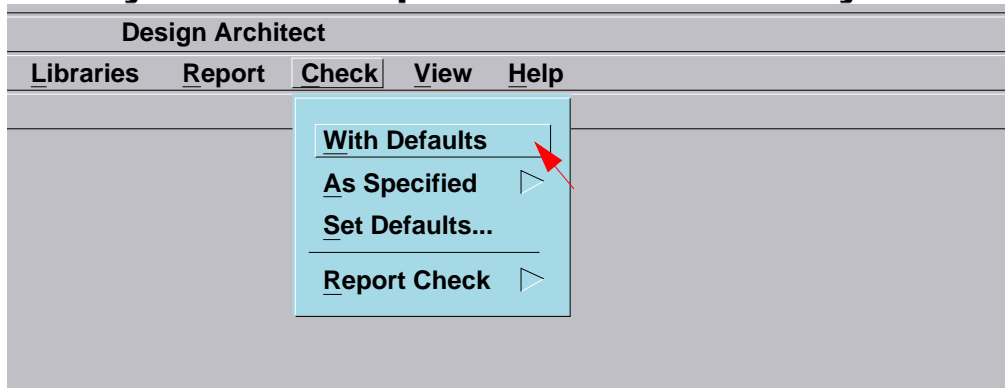 Design Architect
Libraries Report Check View Help
With Defaults
As Specified
Set Defaults...
Report Check